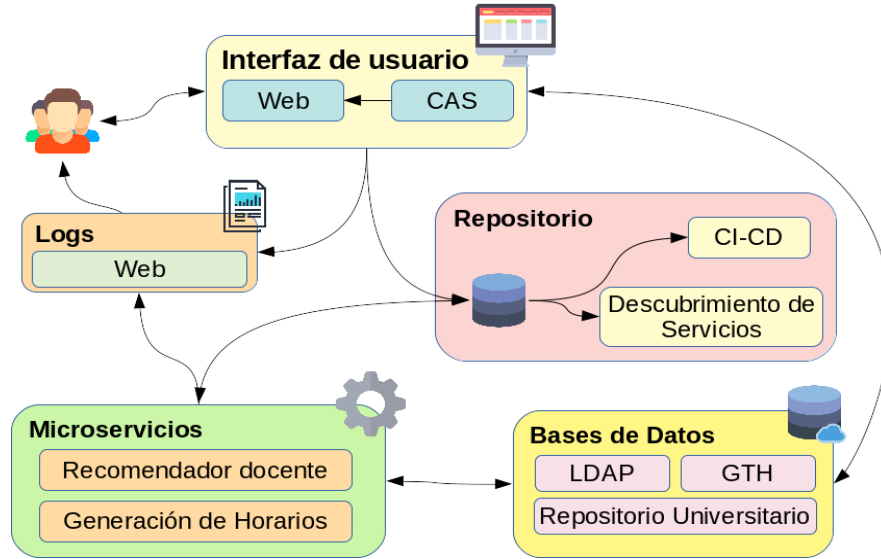 Interfaz de usuario
Web
CAS
Logs
Web
Repositorio
CI-CD
Descubrimiento de
Servicios
Microservicios
Recomendador docente
Generación de Horarios
Bases de Datos
LDAP
GTH
Repositorio Universitario